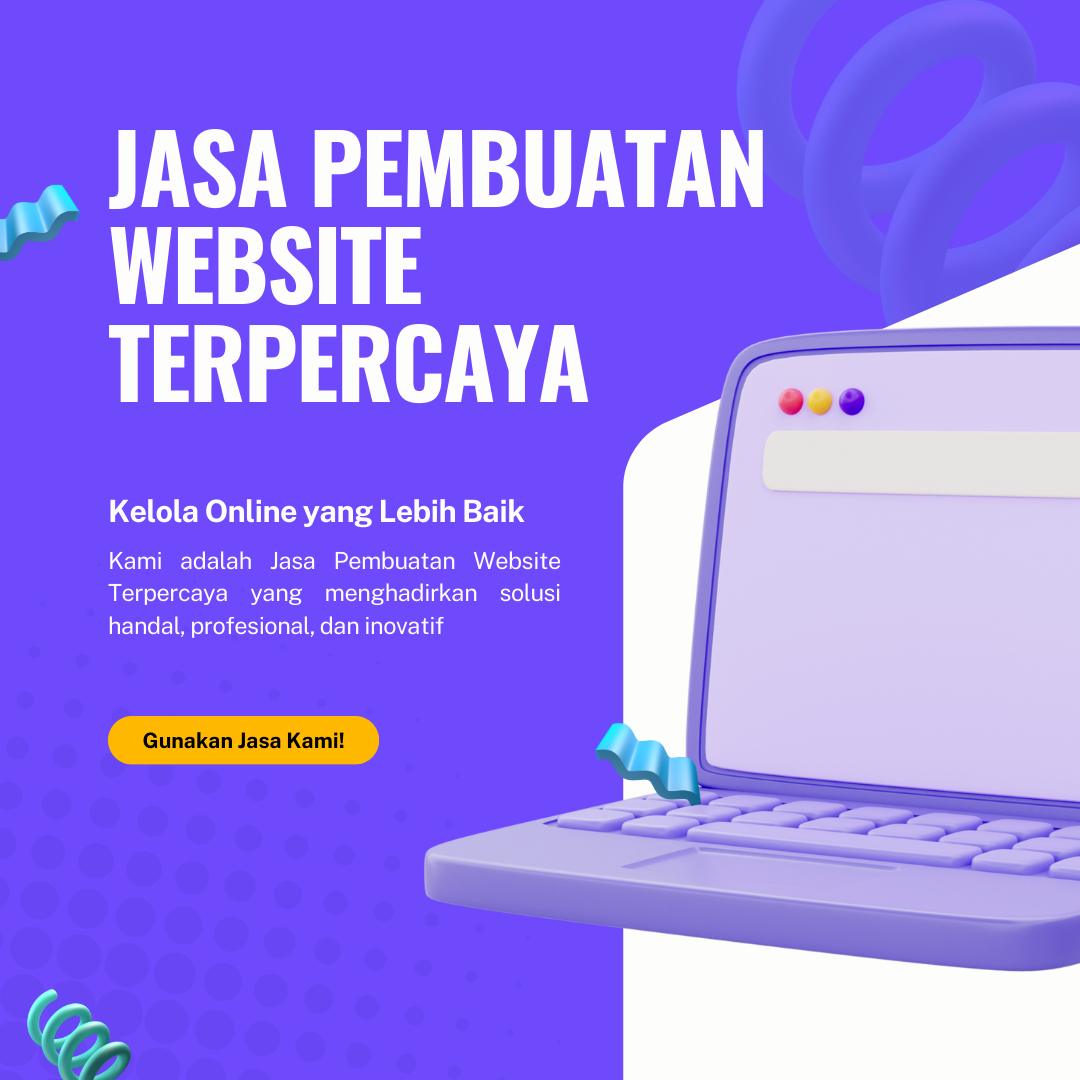 JASA PEMBUATAN
WEBSITE
TERPERCAYA
Kelola Online yang Lebih Baik
Kami adalah Jasa Pembuatan Website
Terpercaya yang menghadirkan solusi
handal, profesional, dan inovatif
Gunakan Jasa Kami!